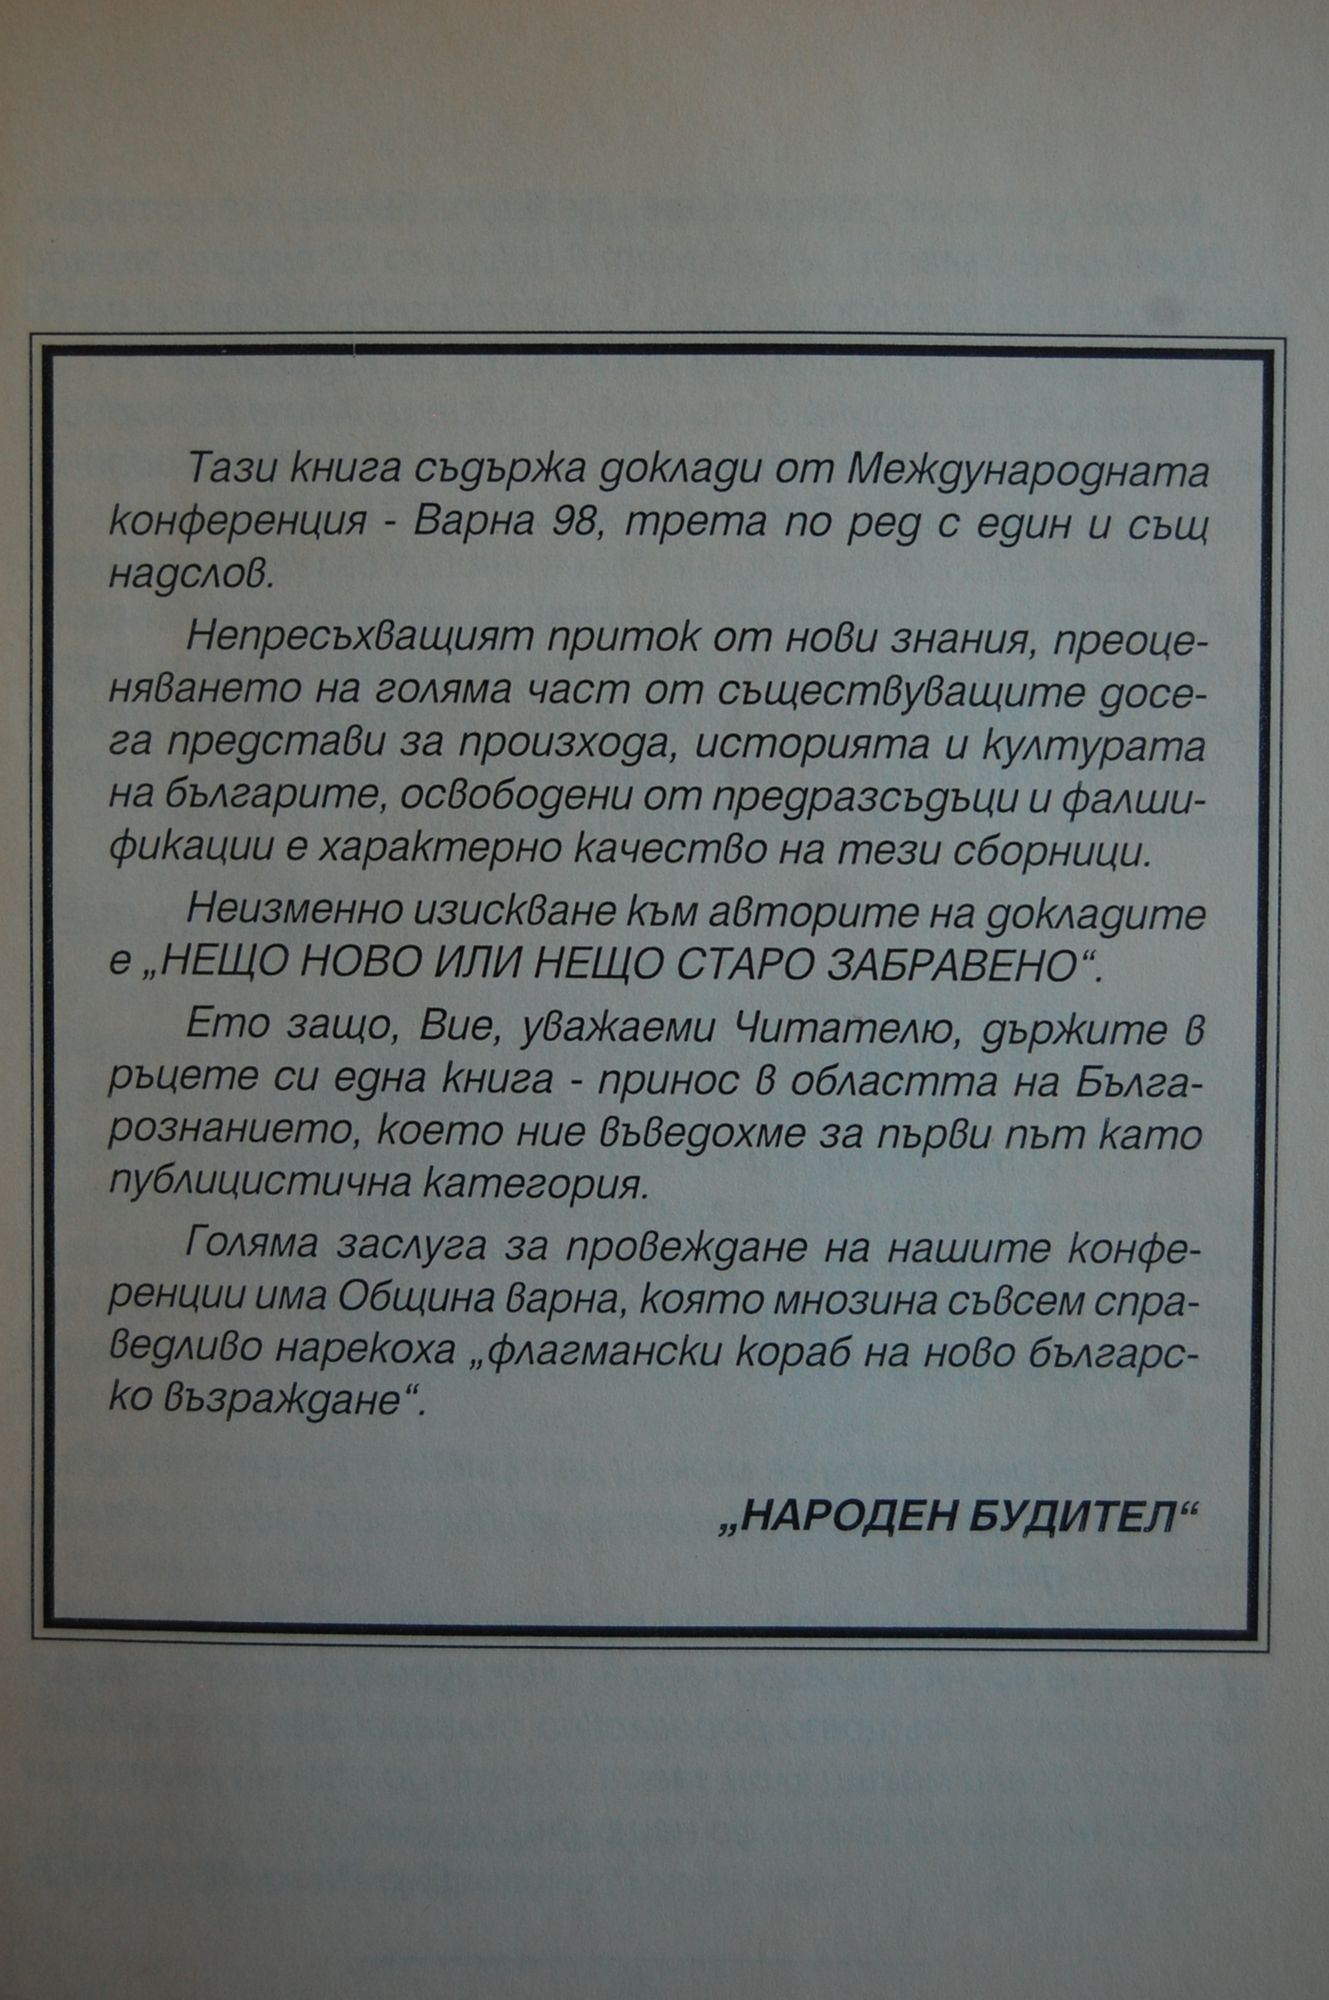 Тази книга съдържа доклади от Международната
конференция - Варна 98, трета по ред с един и същ
надслов.
Непресъхващият приток от нови знания, преоце-
няването на голяма част от съществуващите досе-
га представи за произхода, историята и културата
на българите, освободени от предразсъдъци и фалши-
фикации е характерно качество на тези сборници.
Неизменно изискване към авторите на докладите
е „НЕЩО НОВО ИЛИ НЕЩО СТАРО ЗАБРАВЕНО“.
Ето защо, Вие, уважаеми Читателю, държите в
ръцете си една книга - принос в областта на Бълга-
рознанието, което ние въведохме за първи път като
публицистична категория.
Голяма заслуга за провеждане на нашите конфе-
ренции има Община варна, която мнозина съвсем спра-
ведливо нарекоха „флагмански кораб на ново българс-
ко възраждане“.
„НАРОДЕН БУДИТЕЛ“